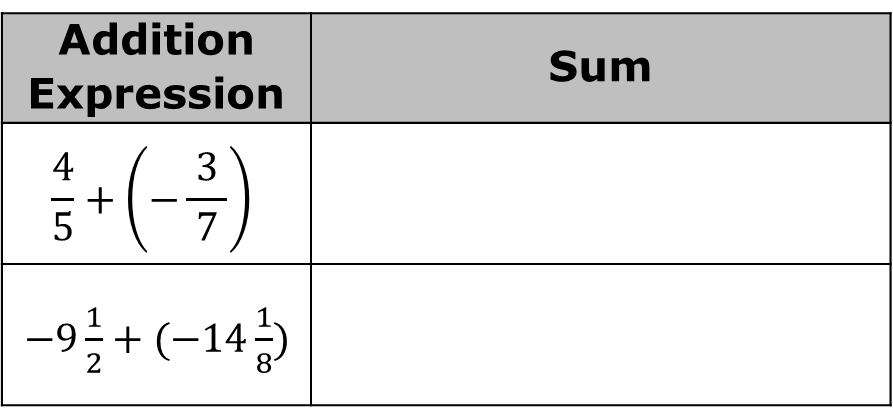 Addition
Expression
Sum
4/5 + (−3/7)
−9 1/2 + (−14 1/8)